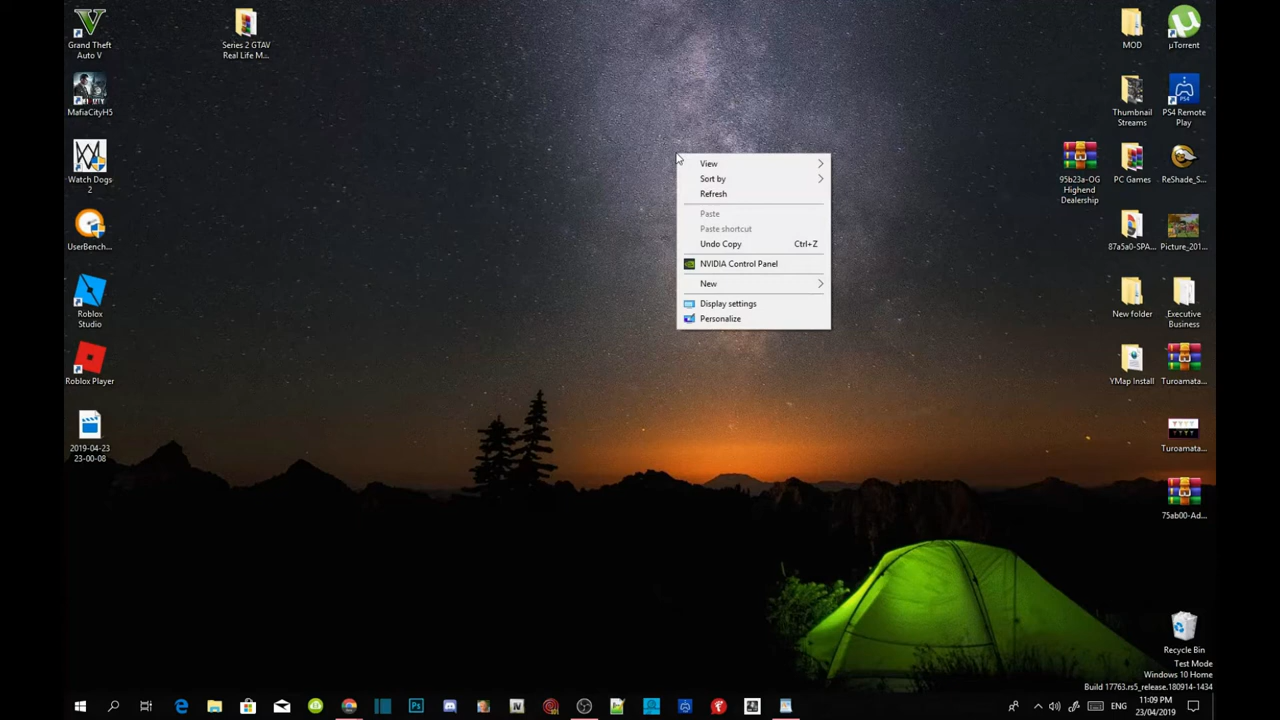 Grand Theft
Auto V
MafiaCityH5
Watch Dogs
2
UserBench...
Roblox
Studio
Roblox Player
2019-04-23
23-00-08
Series 2 GTAV
Real Life M...
View
Sort by
Refresh
Paste
Paste shortcut
Undo Copy Ctrl+Z
NVIDIA Control Panel
New
Display settings
Personalize
95b23a-OG
Highend
Dealership
MOD
Thumbnail
Streams
PC Games
87a5a0-SPA...
New folder
YMap Install
µTorrent
PS4 Remote
Play
ReShade_S...
Picture_201...
Executive
Business
Turoamata...
Turoamata...
75ab00-Ad...
Recycle Bin
Test Mode
Windows 10 Home
Build 17763.rs5_release.180914-1434
ENG
11:09 PM
23/04/2019